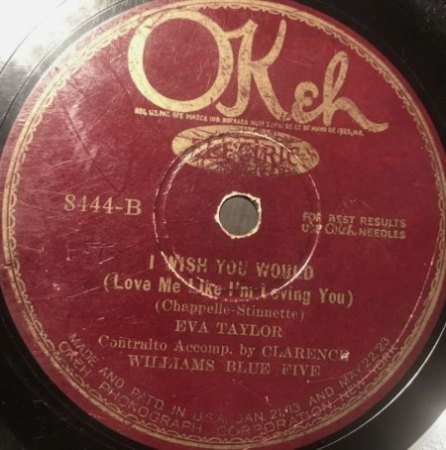 OKeh
ELECTRIC
8444-B
FOR BEST RESULTS
USE Okeh NEEDLES
I WISH YOU WOULD
(Love Me Like I'm Loving You)
(Chappelle-Stinnette)
EVA TAYLOR
Contralto Accomp. by CLARENCE
WILLIAMS BLUE FIVE
MADE AND PAT'D IN U.S.A. JAN. 21-13, AND MAY 22-23
OKEH PHONOGRAPH CORPORATION, NEW YORK